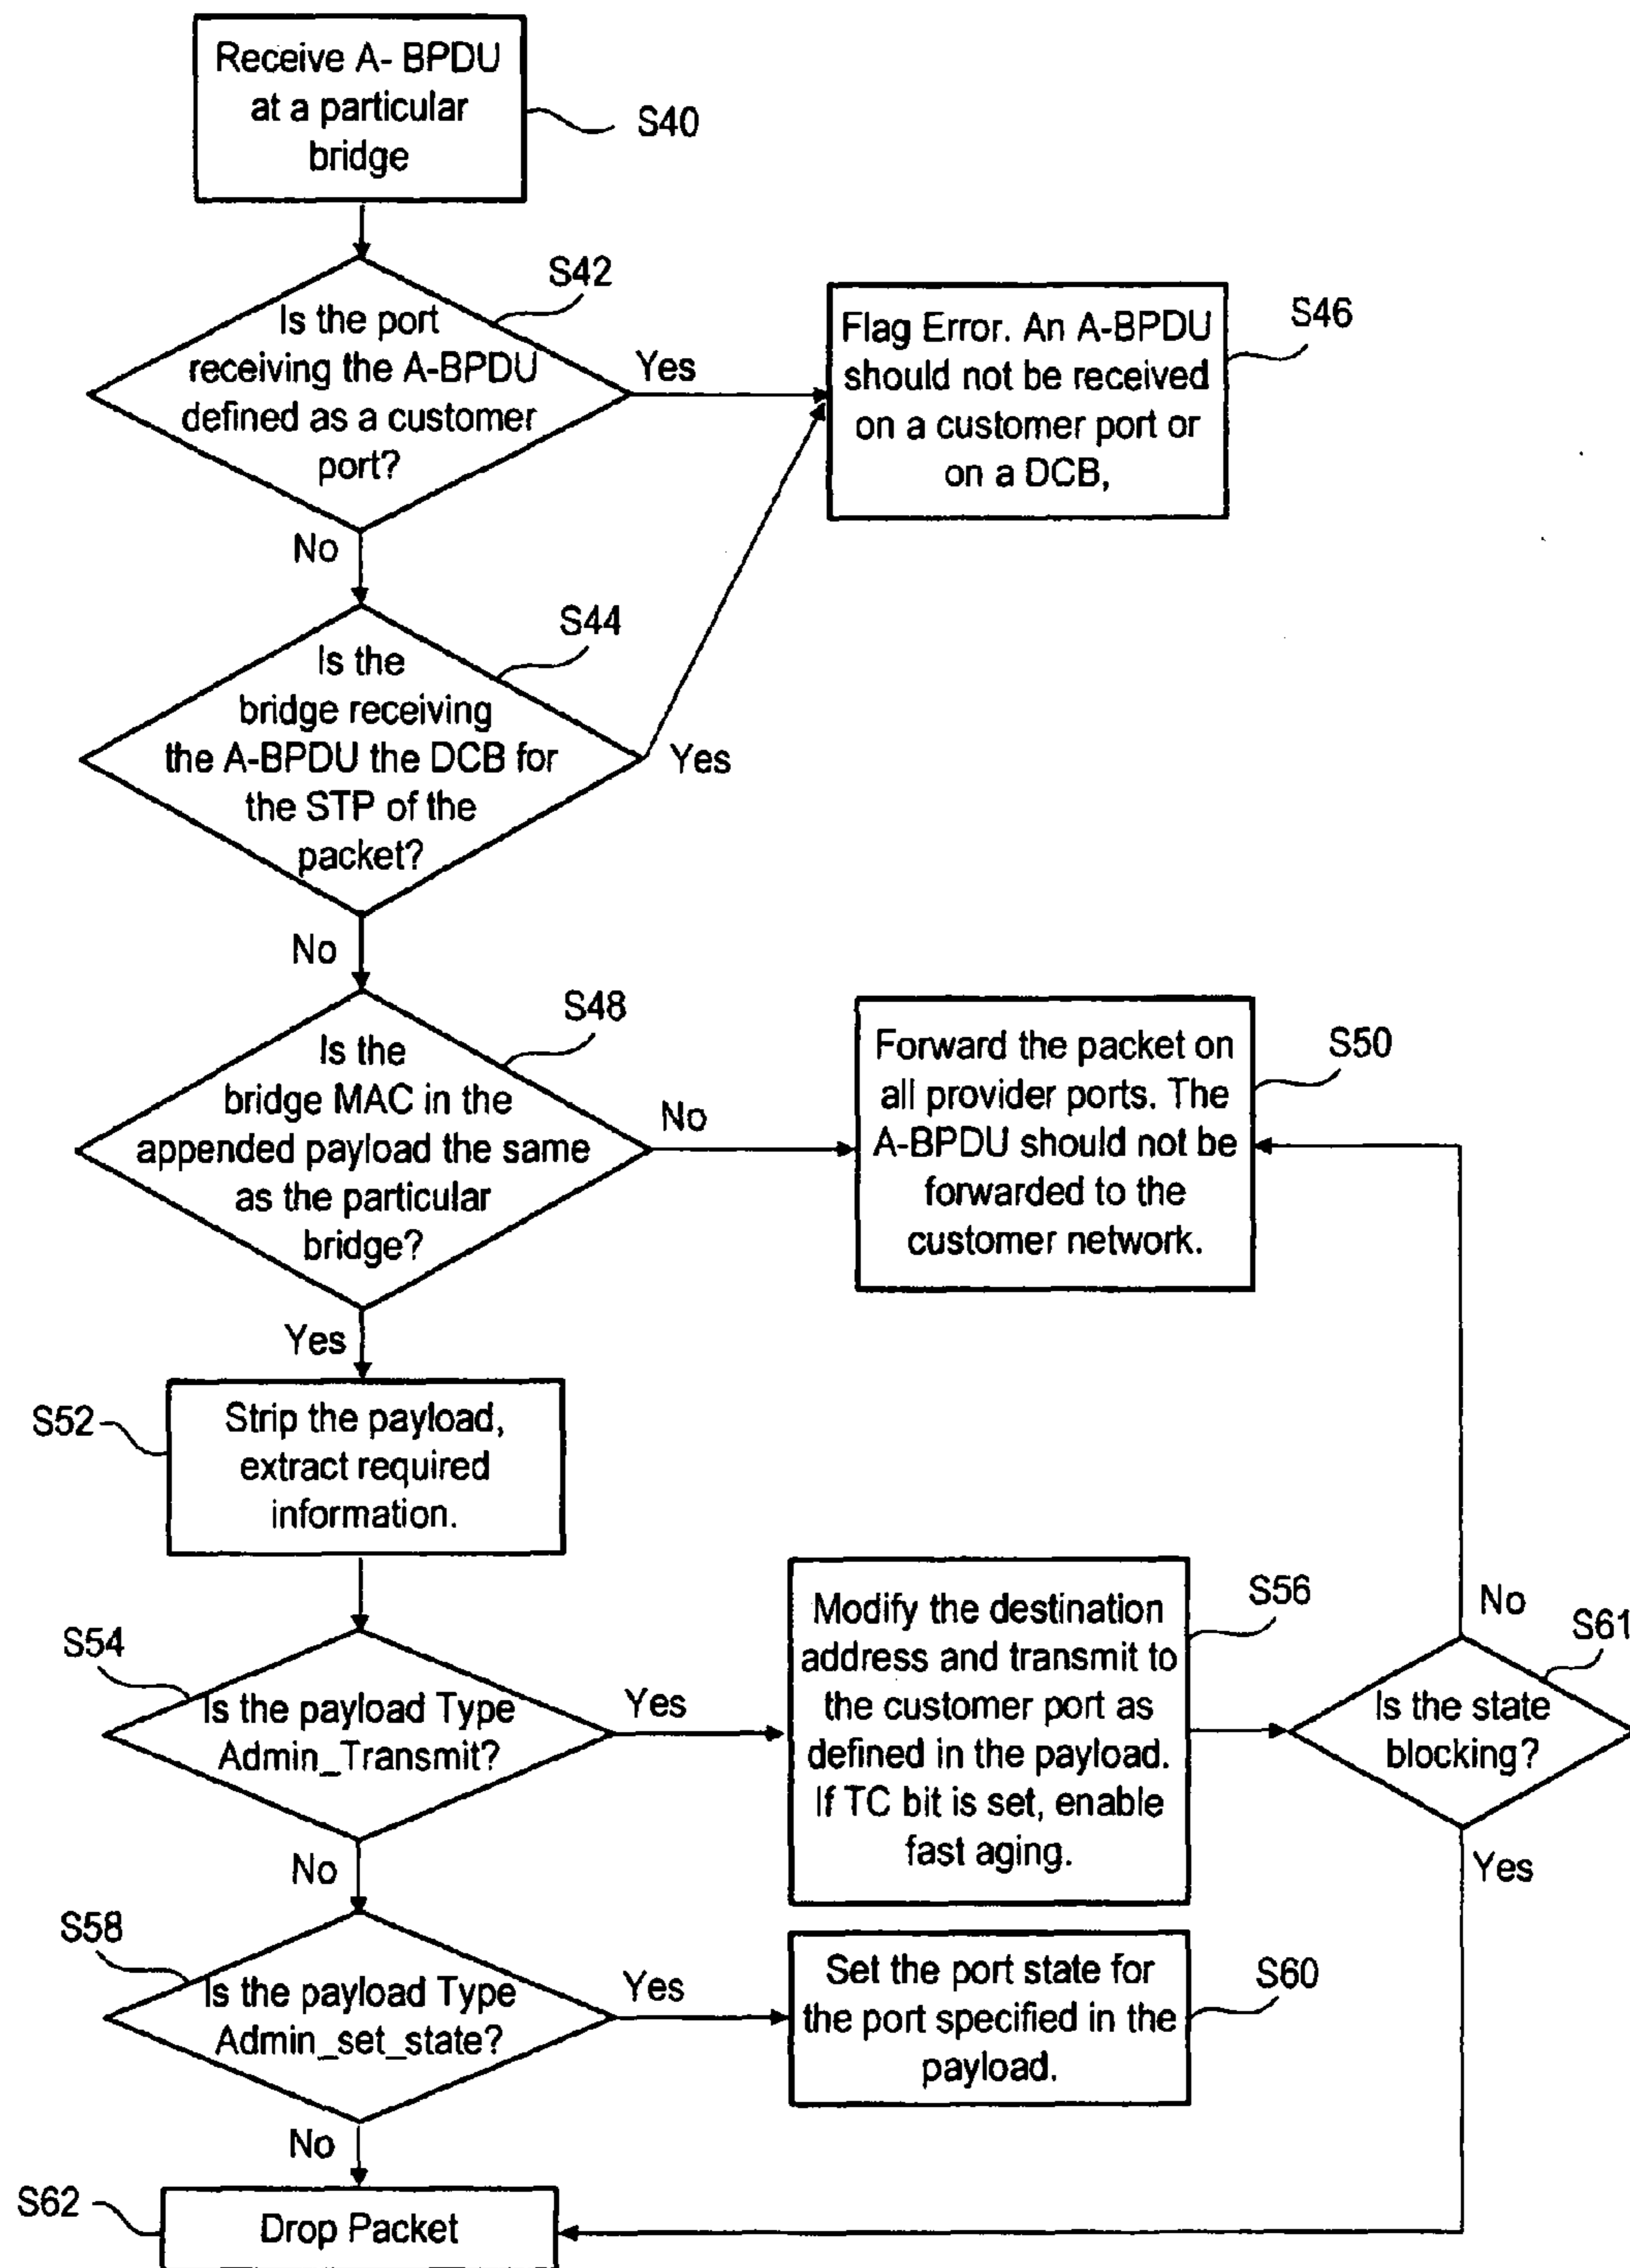 Receive A- BPDU
at a particular
bridge
S40
S42
Is the port
receiving the A-BPDU
defined as a customer
port?
Yes
Flag Error. An A-BPDU
should not be received
on a customer port or
on a DCB,
S46
No
S44
Is the
bridge receiving
the A-BPDU the DCB for
the STP of the
packet?
Yes
No
S48
Is the
bridge MAC in the
appended payload the same
as the particular
bridge?
No
Forward the packet on
all provider ports. The
A-BPDU should not be
forwarded to the
customer network.
S50
Yes
S52
Strip the payload,
extract required
information.
S54
Is the payload Type
Admin_Transmit?
Yes
Modify the destination
address and transmit to
the customer port as
defined in the payload.
If TC bit is set, enable
fast aging.
S56
No
S61
Is the state
blocking?
Yes
No
S58
Is the payload Type
Admin_set_state?
Yes
Set the port state for
the port specified in the
payload.
S60
No
S62
Drop Packet